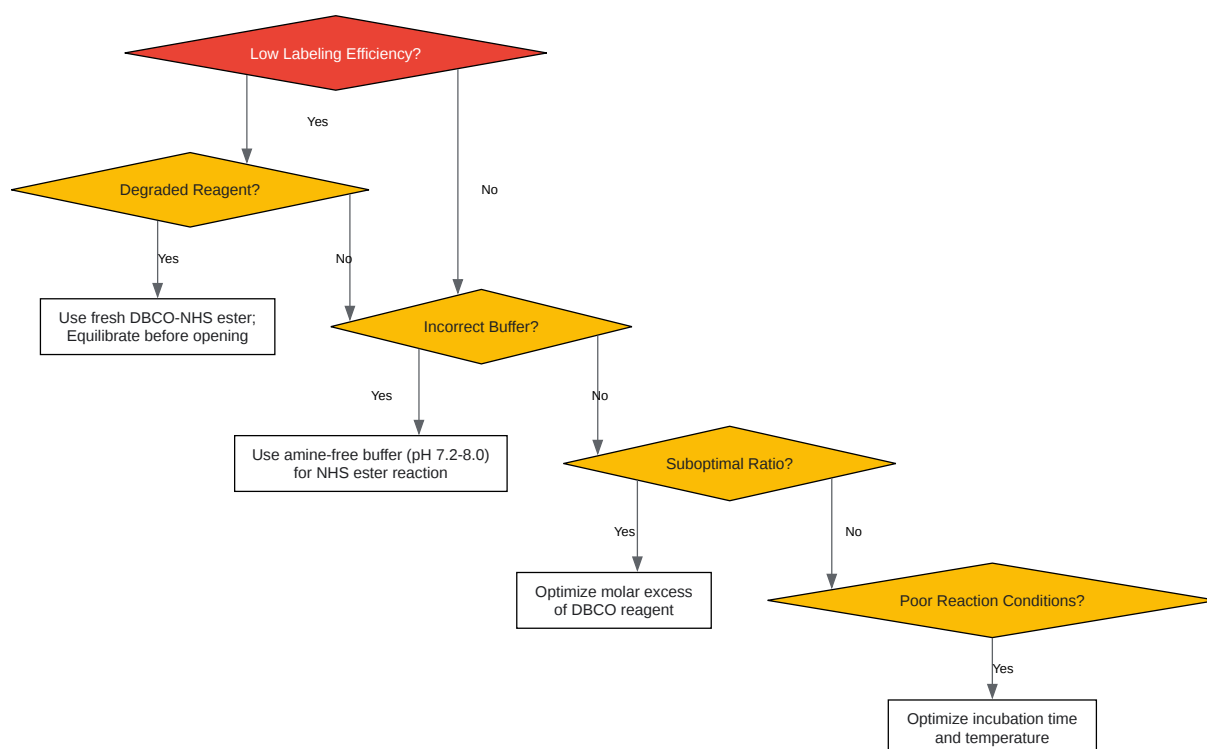 Low Labeling Efficiency?
Yes
Degraded Reagent?
No
Yes
No
Use fresh DBCO-NHS ester;
Equilibrate before opening
Incorrect Buffer?
Yes
No
Use amine-free buffer (pH 7.2-8.0)
for NHS ester reaction
Suboptimal Ratio?
Yes
No
Optimize molar excess
of DBCO reagent
Poor Reaction Conditions?
Yes
Optimize incubation time
and temperature